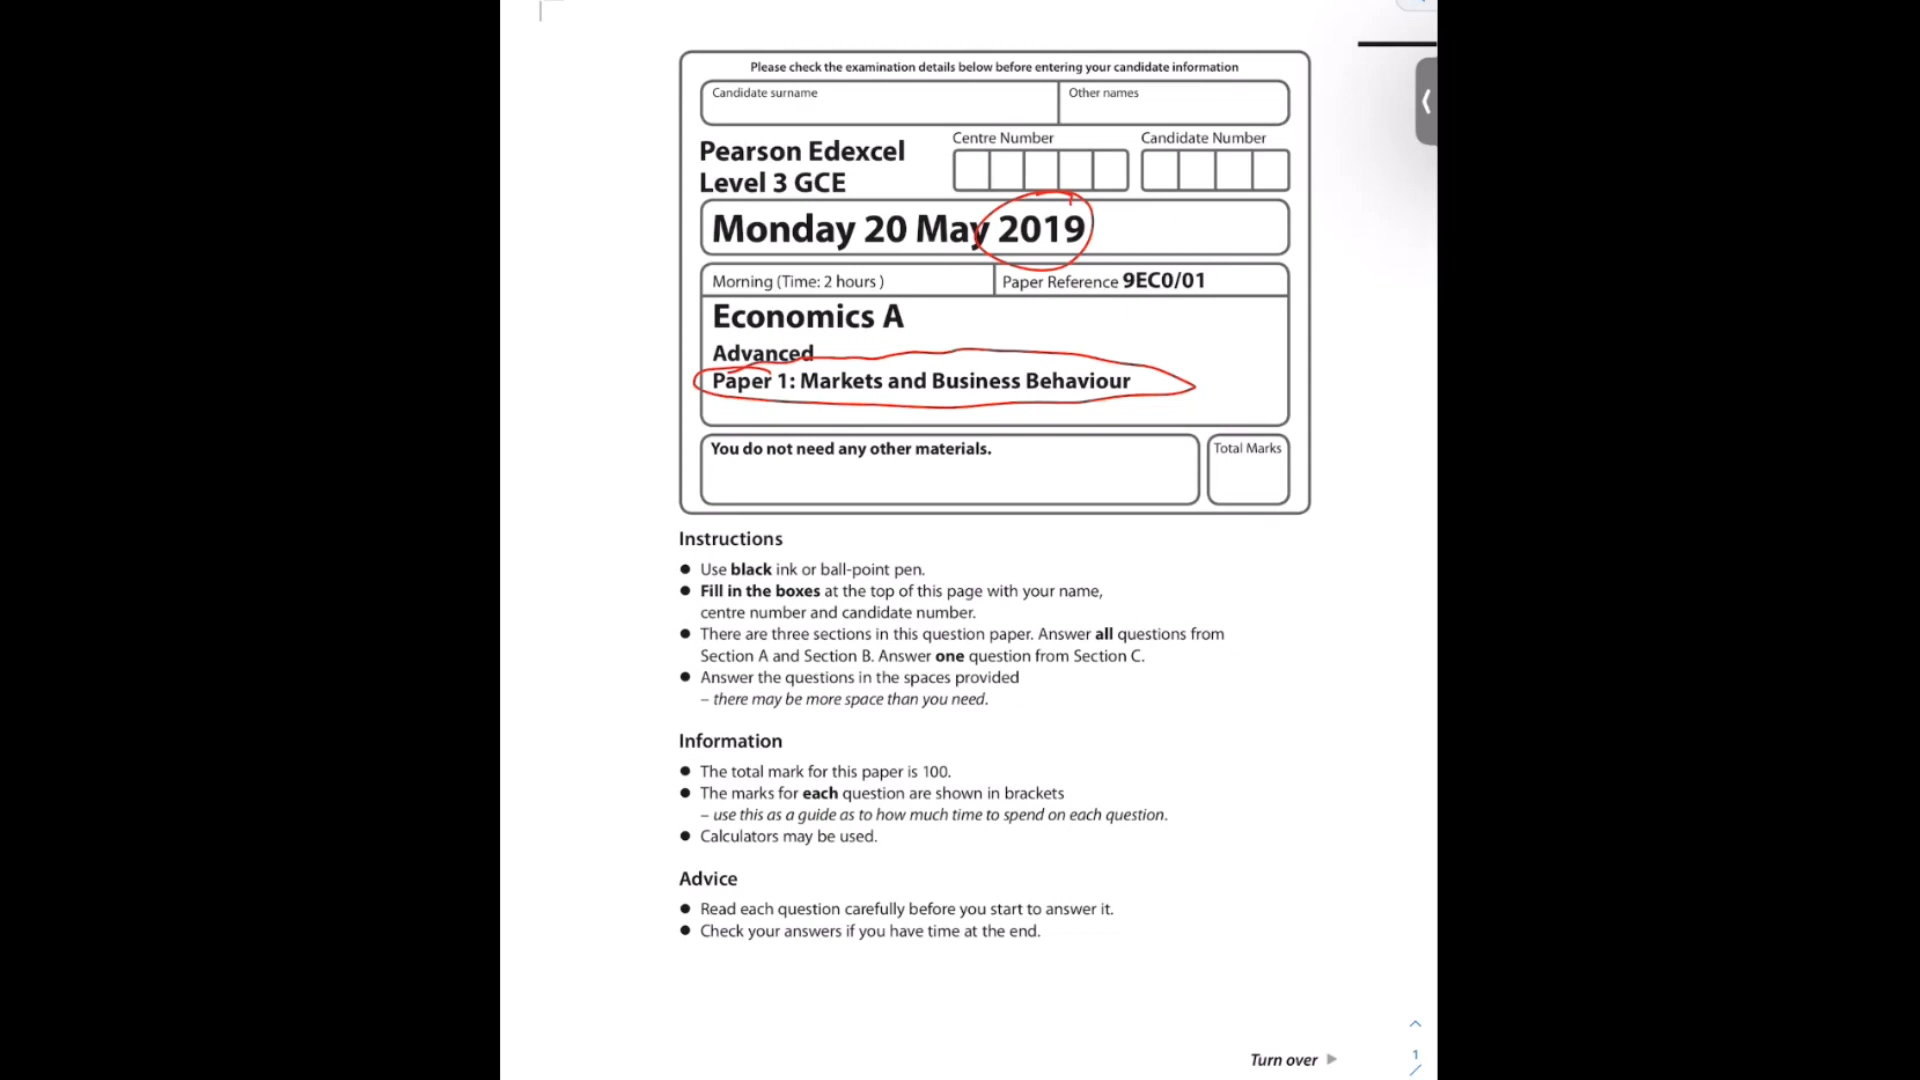 Please check the examination details below before entering your candidate information
Candidate surname
Other names
Pearson Edexcel
Level 3 GCE
Centre Number
Candidate Number
Monday 20 May 2019
Morning (Time: 2 hours )
Paper Reference 9EC0/01
Economics A
Advanced
Paper 1: Markets and Business Behaviour
You do not need any other materials.
Total Marks
Instructions
● Use black ink or ball-point pen.
● Fill in the boxes at the top of this page with your name,
centre number and candidate number.
● There are three sections in this question paper. Answer all questions from
Section A and Section B. Answer one question from Section C.
● Answer the questions in the spaces provided
– there may be more space than you need.
Information
● The total mark for this paper is 100.
● The marks for each question are shown in brackets
– use this as a guide as to how much time to spend on each question.
● Calculators may be used.
Advice
● Read each question carefully before you start to answer it.
● Check your answers if you have time at the end.
Turn over
1
/